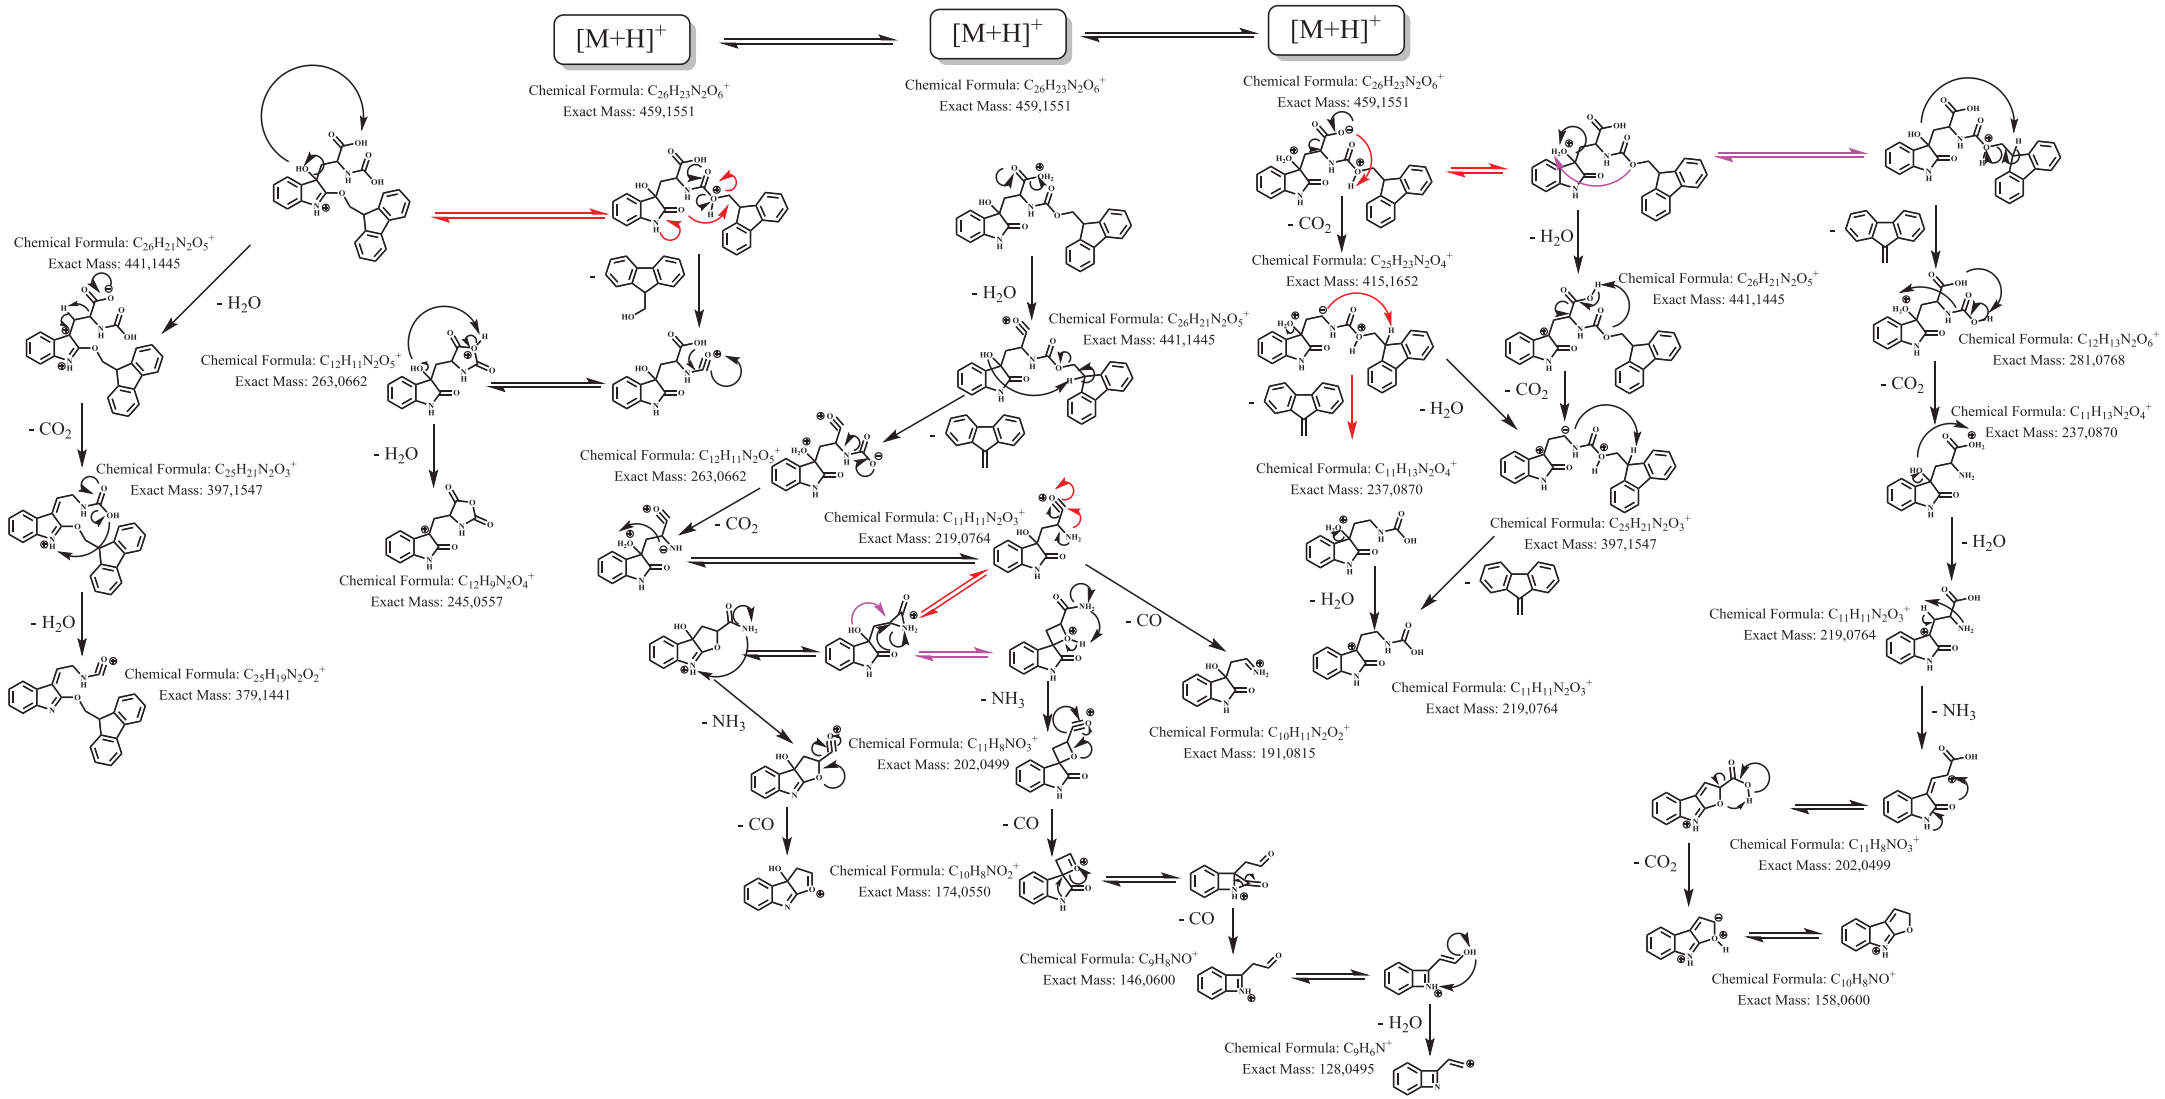 [M+H]+
[M+H]+
[M+H]+
Chemical Formula: C26H23N2O6+
Exact Mass: 459,1551
Chemical Formula: C26H23N2O6+
Exact Mass: 459,1551
Chemical Formula: C26H23N2O6+
Exact Mass: 459,1551
Chemical Formula: C26H21N2O5+
Exact Mass: 441,1445
- H2O
- CO2
Chemical Formula: C25H21N2O3+
Exact Mass: 397,1547
- H2O
Chemical Formula: C25H19N2O2+
Exact Mass: 379,1441
-
Chemical Formula: C12H11N2O5+
Exact Mass: 263,0662
- H2O
Chemical Formula: C12H9N2O4+
Exact Mass: 245,0557
- H2O
Chemical Formula: C26H21N2O5+
Exact Mass: 441,1445
-
Chemical Formula: C12H11N2O5+
Exact Mass: 263,0662
- CO2
Chemical Formula: C11H11N2O3+
Exact Mass: 219,0764
- CO
Chemical Formula: C10H11N2O2+
Exact Mass: 191,0815
- NH3
- NH3
Chemical Formula: C11H8NO3+
Exact Mass: 202,0499
- CO
- CO
Chemical Formula: C10H8NO2+
Exact Mass: 174,0550
- CO
Chemical Formula: C9H8NO+
Exact Mass: 146,0600
- H2O
Chemical Formula: C9H6N+
Exact Mass: 128,0495
- CO2
Chemical Formula: C25H23N2O4+
Exact Mass: 415,1652
-
- H2O
Chemical Formula: C11H13N2O4+
Exact Mass: 237,0870
- H2O
- H2O
Chemical Formula: C26H21N2O5+
Exact Mass: 441,1445
- CO2
Chemical Formula: C25H21N2O3+
Exact Mass: 397,1547
-
Chemical Formula: C11H11N2O3+
Exact Mass: 219,0764
-
Chemical Formula: C12H13N2O6+
Exact Mass: 281,0768
- CO2
Chemical Formula: C11H13N2O4+
Exact Mass: 237,0870
- H2O
Chemical Formula: C11H11N2O3+
Exact Mass: 219,0764
- NH3
Chemical Formula: C11H8NO3+
Exact Mass: 202,0499
- CO2
Chemical Formula: C10H8NO+
Exact Mass: 158,0600